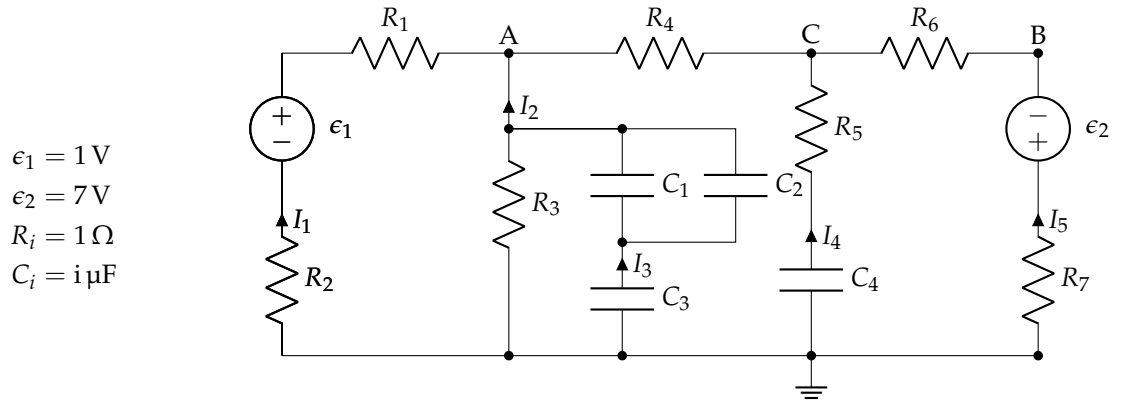 R₁
A
R₄
C
R₆
B
+
−
ϵ₁
I₂
R₅
−
+
ϵ₂
ϵ₁ = 1 V
ϵ₂ = 7 V
Rᵢ = 1 Ω
Cᵢ = i µF
R₃
C₁
C₂
I₁
I₃
I₄
I₅
R₂
C₃
C₄
R₇